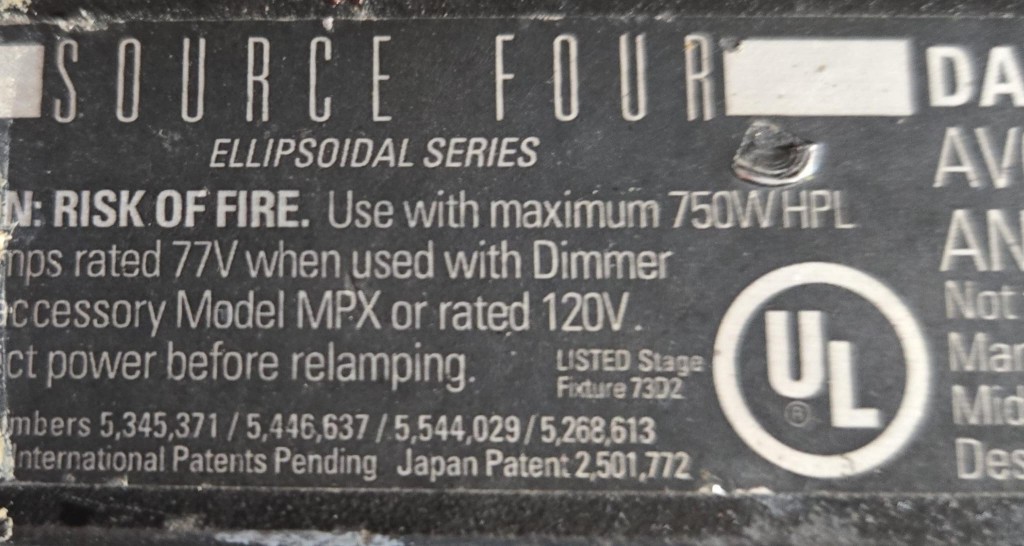 SOURCE FOUR
ELLIPSOIDAL SERIES
N: RISK OF FIRE. Use with maximum 750W HPL
mps rated 77V when used with Dimmer
ccessory Model MPX or rated 120V.
ct power before relamping.
LISTED Stage
Fixture 73D2
UL
®
mbers 5,345,371 / 5,446,637 / 5,544,029 / 5,268,613
International Patents Pending Japan Patent 2,501,772
DA
AV
AN
Not
Mar
Mid
Des